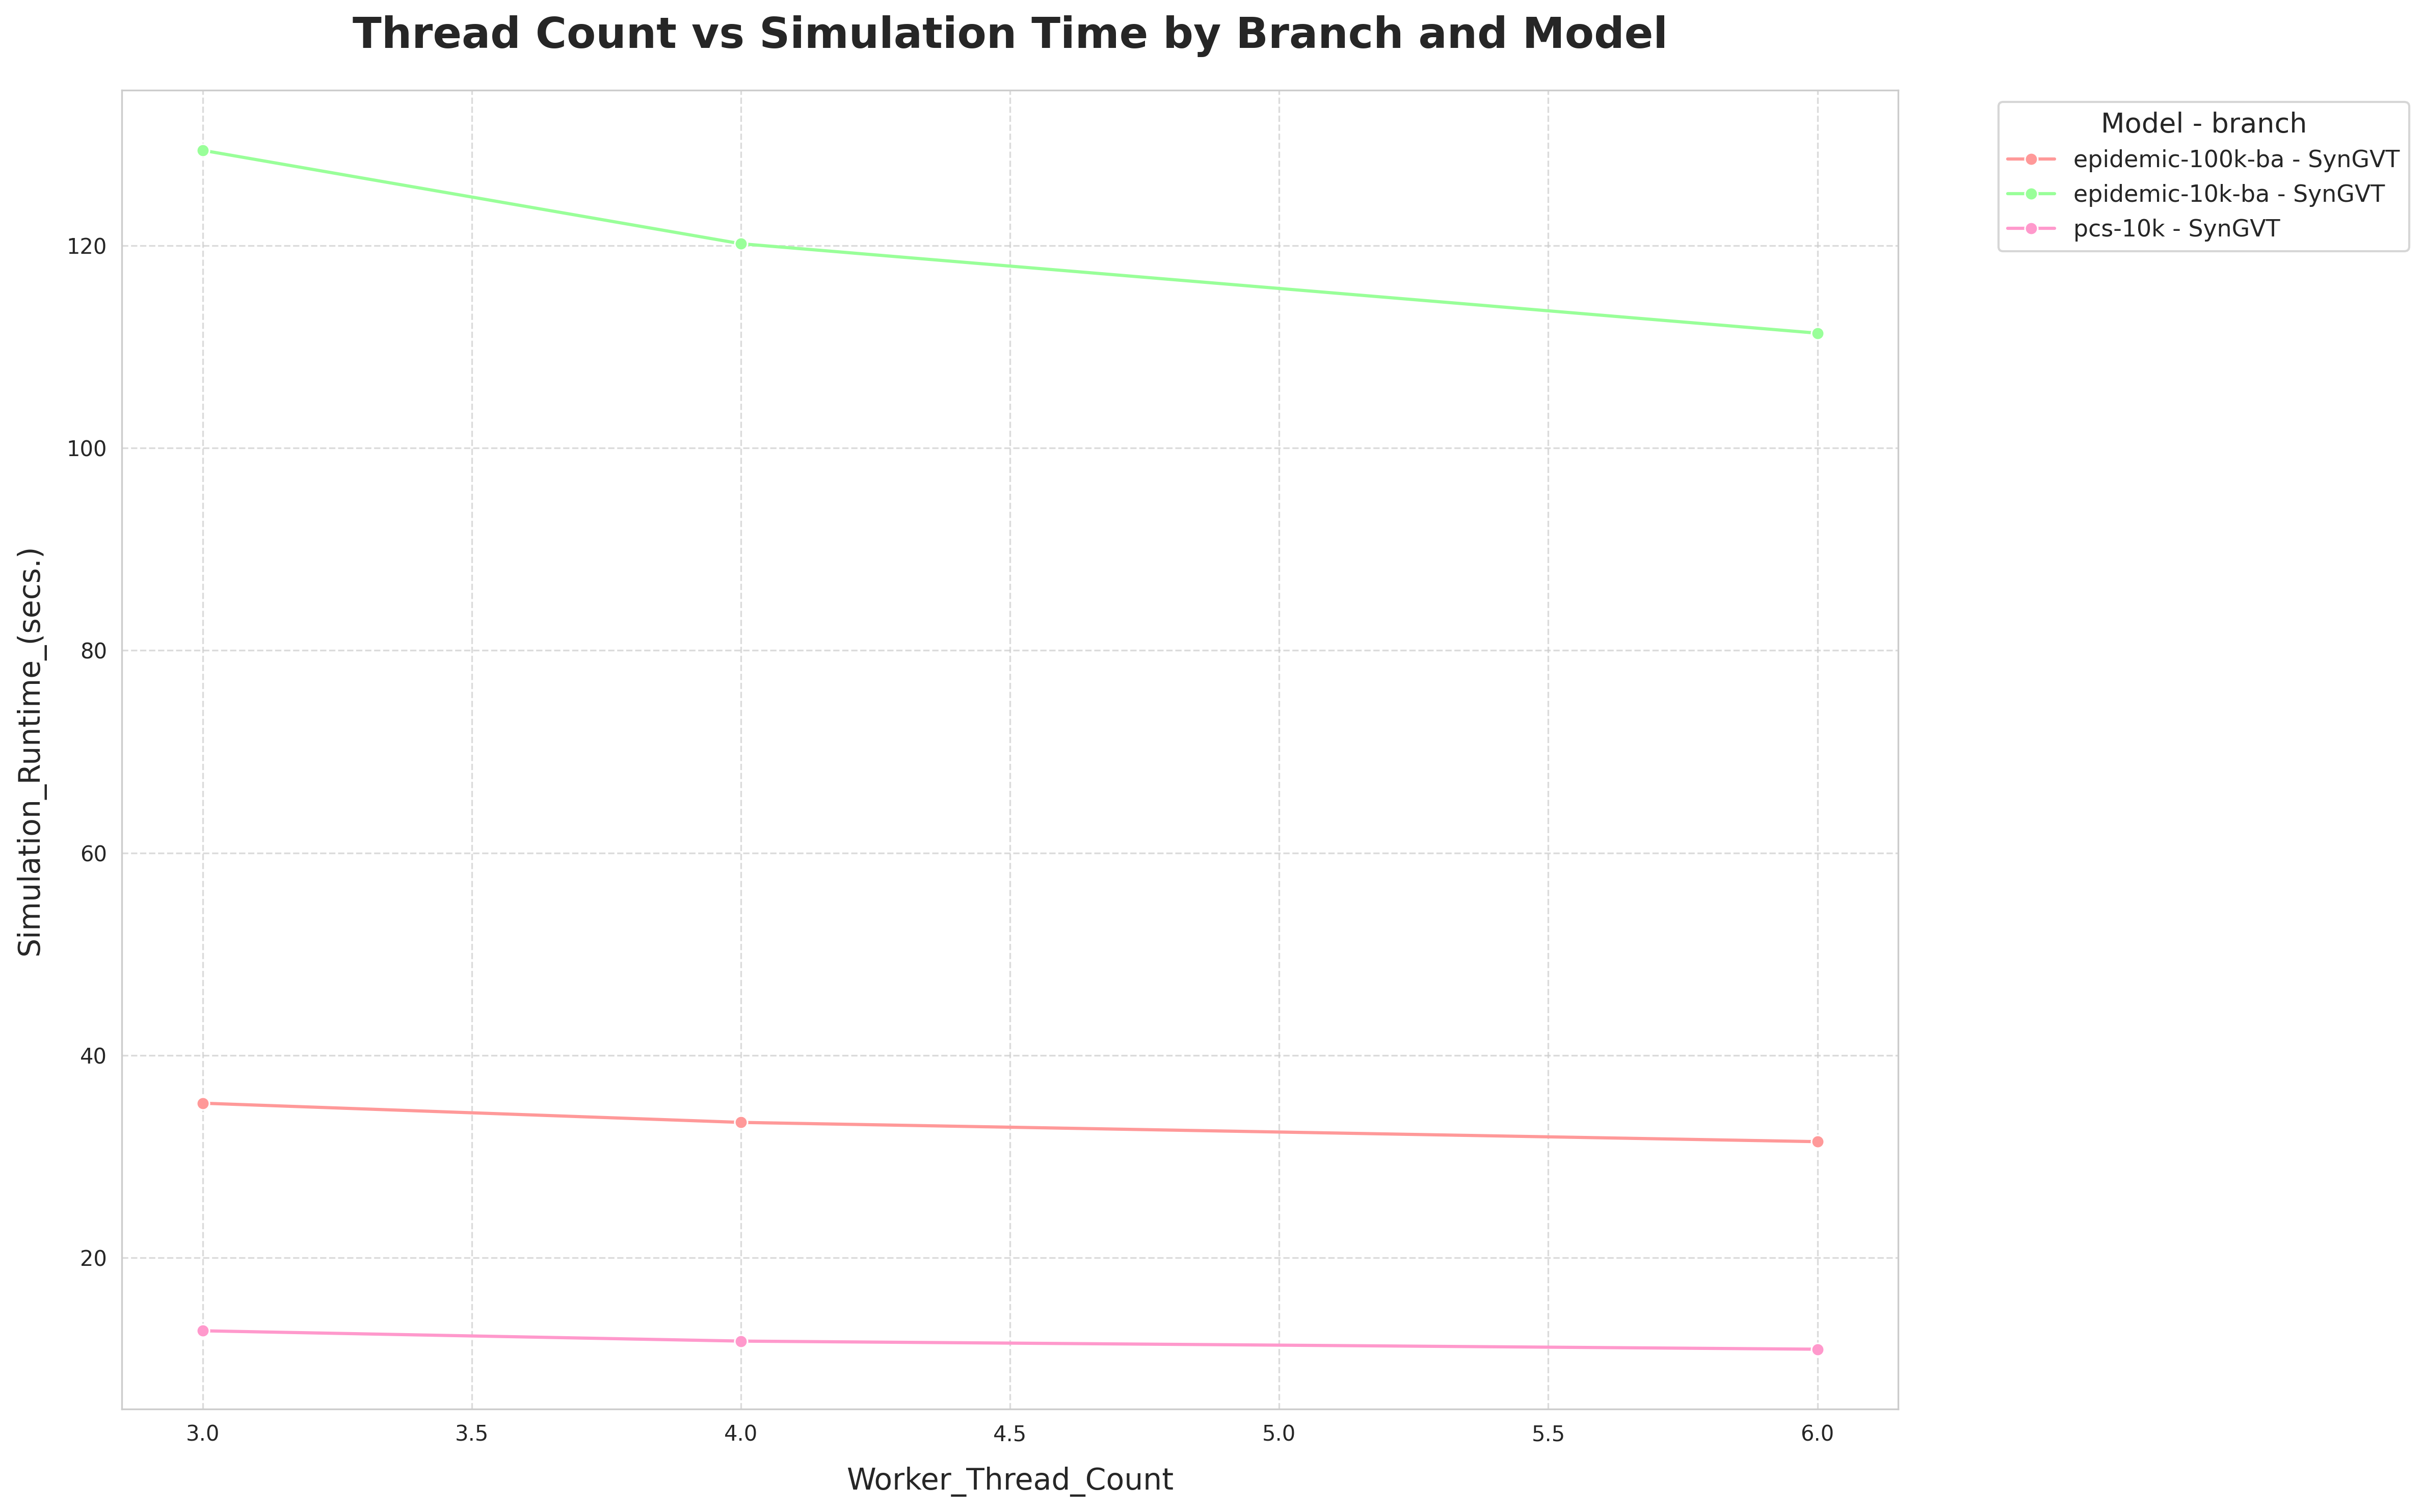 Thread Count vs Simulation Time by Branch and Model
Model - branch
epidemic-100k-ba - SynGVT
epidemic-10k-ba - SynGVT
pcs-10k - SynGVT
Simulation_Runtime_(secs.)
120
100
80
60
40
20
3.0 3.5 4.0 4.5 5.0 5.5 6.0
Worker_Thread_Count